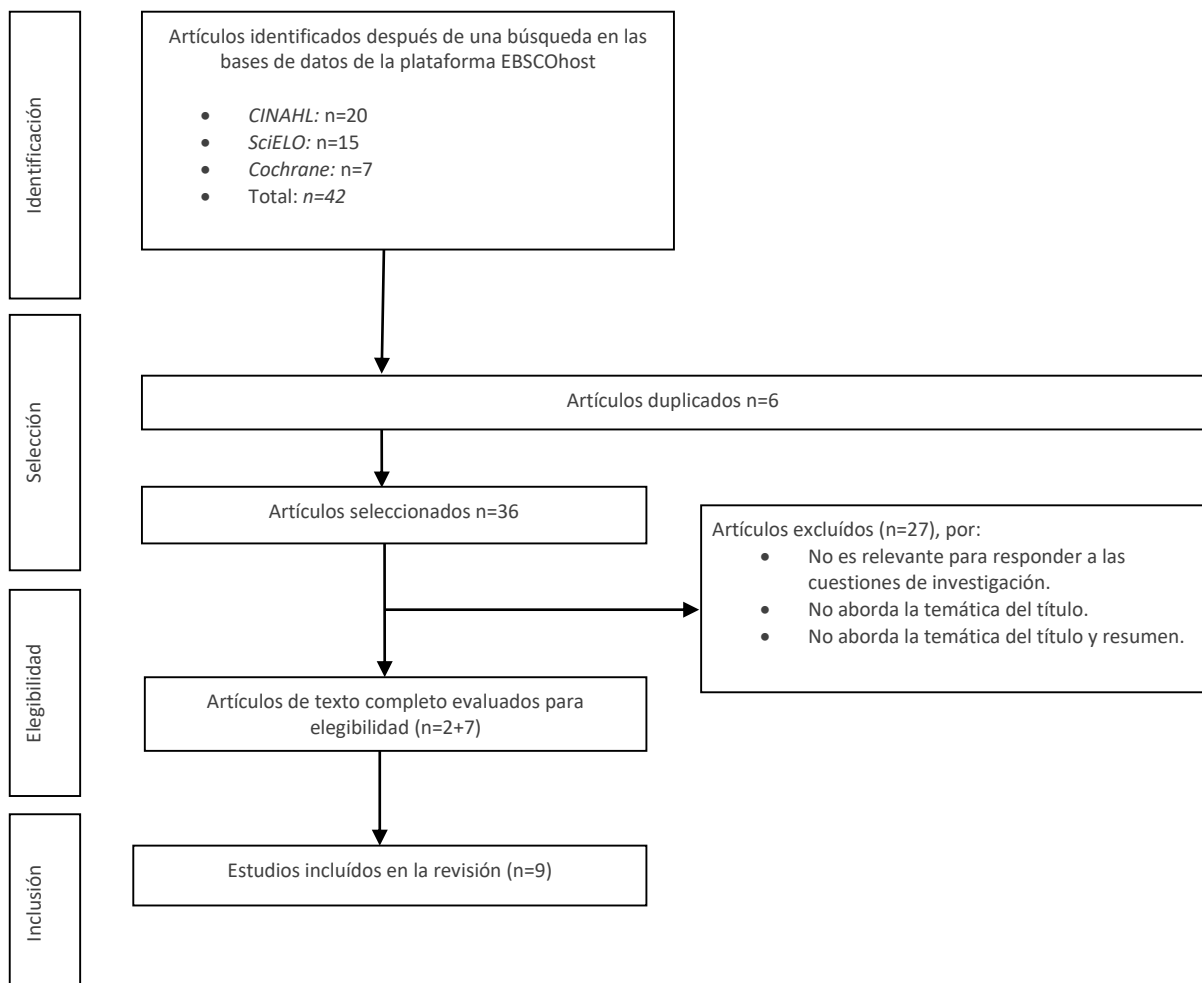 Identificación
Artículos identificados después de una búsqueda en las
bases de datos de la plataforma EBSCOhost
• CINAHL: n=20
• SciELO: n=15
• Cochrane: n=7
• Total: n=42
Selección
Artículos duplicados n=6
Artículos seleccionados n=36
Artículos excluídos (n=27), por:
• No es relevante para responder a las
cuestiones de investigación.
• No aborda la temática del título.
• No aborda la temática del título y resumen.
Elegibilidad
Artículos de texto completo evaluados para
elegibilidad (n=2+7)
Inclusión
Estudios incluídos en la revisión (n=9)